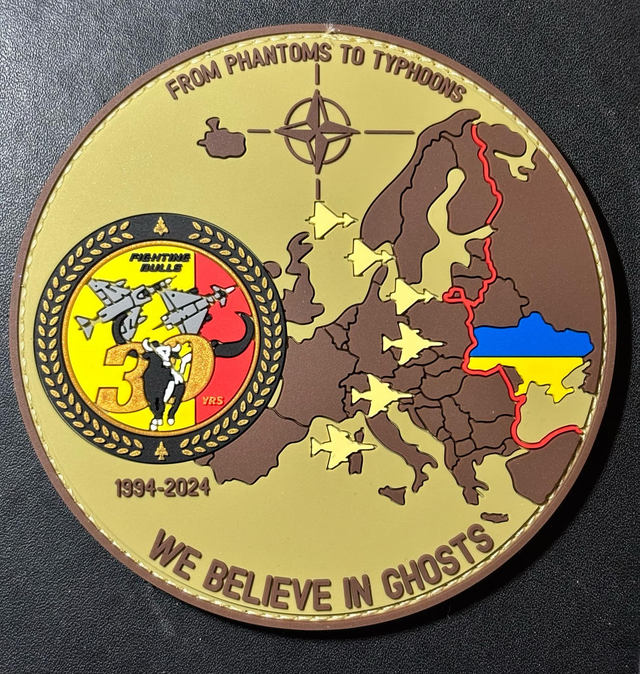 FROM PHANTOMS TO TYPHOONS
FIGHTING
BULLS
30
YRS
1994-2024
WE BELIEVE IN GHOSTS